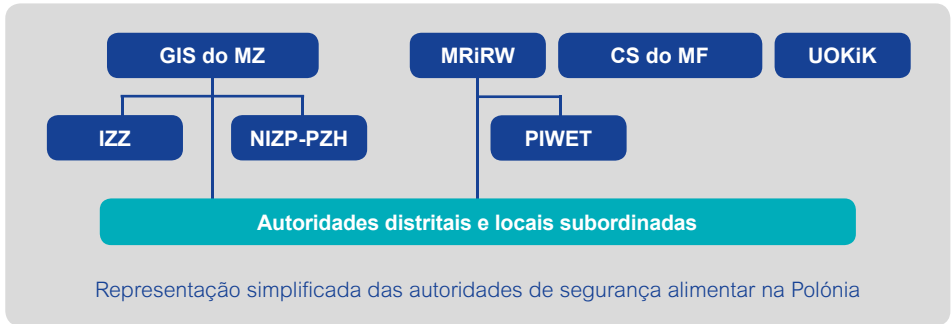 GIS do MZ
MRiRW
CS do MF
UOKiK
IZZ
NIZP-PZH
PIWET
Autoridades distritais e locais subordinadas
Representação simplificada das autoridades de segurança alimentar na Polónia